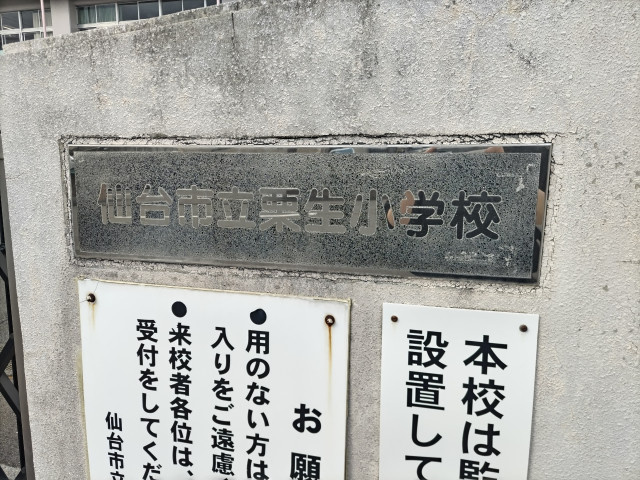 仙台市立栗生小学校
お願
●用のない方は
入りをご遠慮
●来校者各位は、
受付をしてくだ
仙台市立
本校は監
設置して